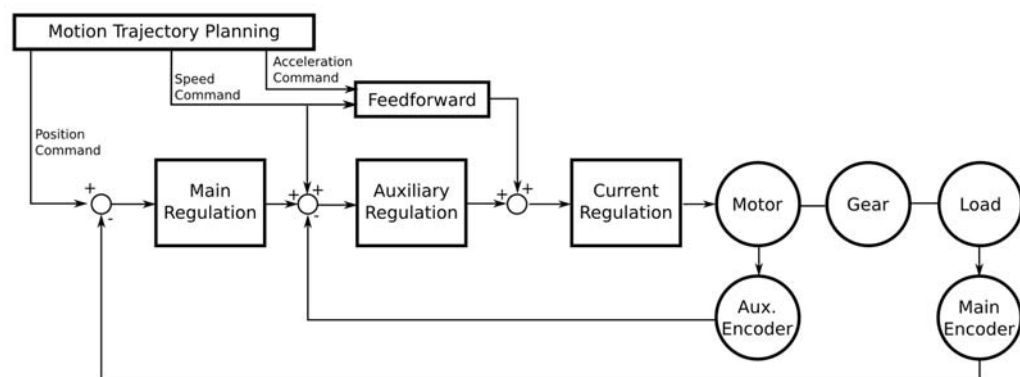 Motion Trajectory Planning
Acceleration
Command
Speed
Command
Feedforward
Position
Command
+
-
Main
Regulation
+
+
-
Auxiliary
Regulation
+
+
Current
Regulation
Motor
Gear
Load
Aux.
Encoder
Main
Encoder